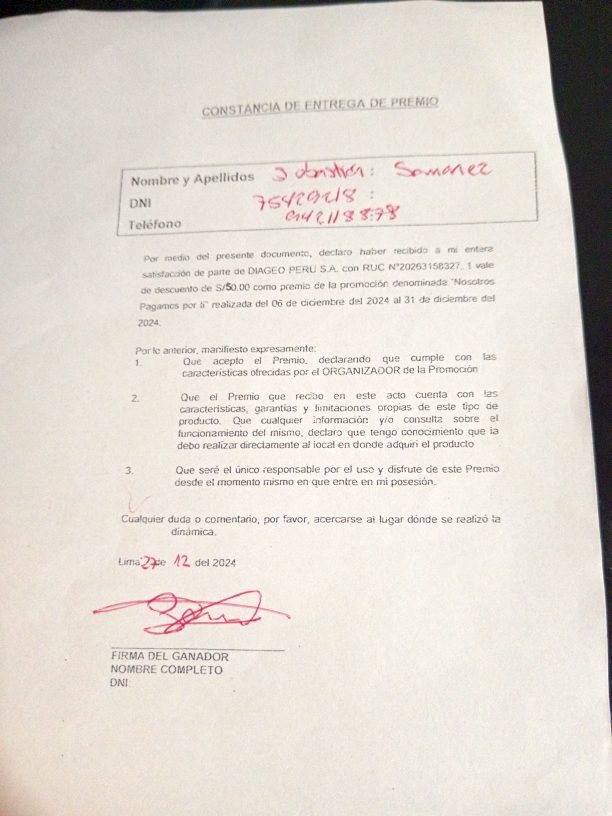 CONSTANCIA DE ENTREGA DE PREMIO
Nombre y Apellidos : Samanez
DNI :
Teléfono
Por medio del presente documento, declaro haber recibido a mi entera
satisfacción de parte de DIAGEO PERU S.A. con RUC N°20263158327, 1 vale
de descuento de S/50.00 como premio de la promoción denominada "Nosotros
Pagamos por ti" realizada del 06 de diciembre del 2024 al 31 de diciembre del
2024.
Por lo anterior, manifiesto expresamente:
1. Que acepto el Premio, declarando que cumple con las
características ofrecidas por el ORGANIZADOR de la Promoción
2. Que el Premio que recibo en este acto cuenta con las
características, garantías y limitaciones propias de este tipo de
producto. Que cualquier información y/o consulta sobre el
funcionamiento del mismo, declaro que tengo conocimiento que la
debo realizar directamente al local en donde adquirí el producto
3. Que seré el único responsable por el uso y disfrute de este Premio
desde el momento mismo en que entre en mi posesión.
Cualquier duda o comentario, por favor, acercarse al lugar dónde se realizó la
dinámica.
Lima 27 de 12 del 2024
FIRMA DEL GANADOR
NOMBRE COMPLETO
DNI: